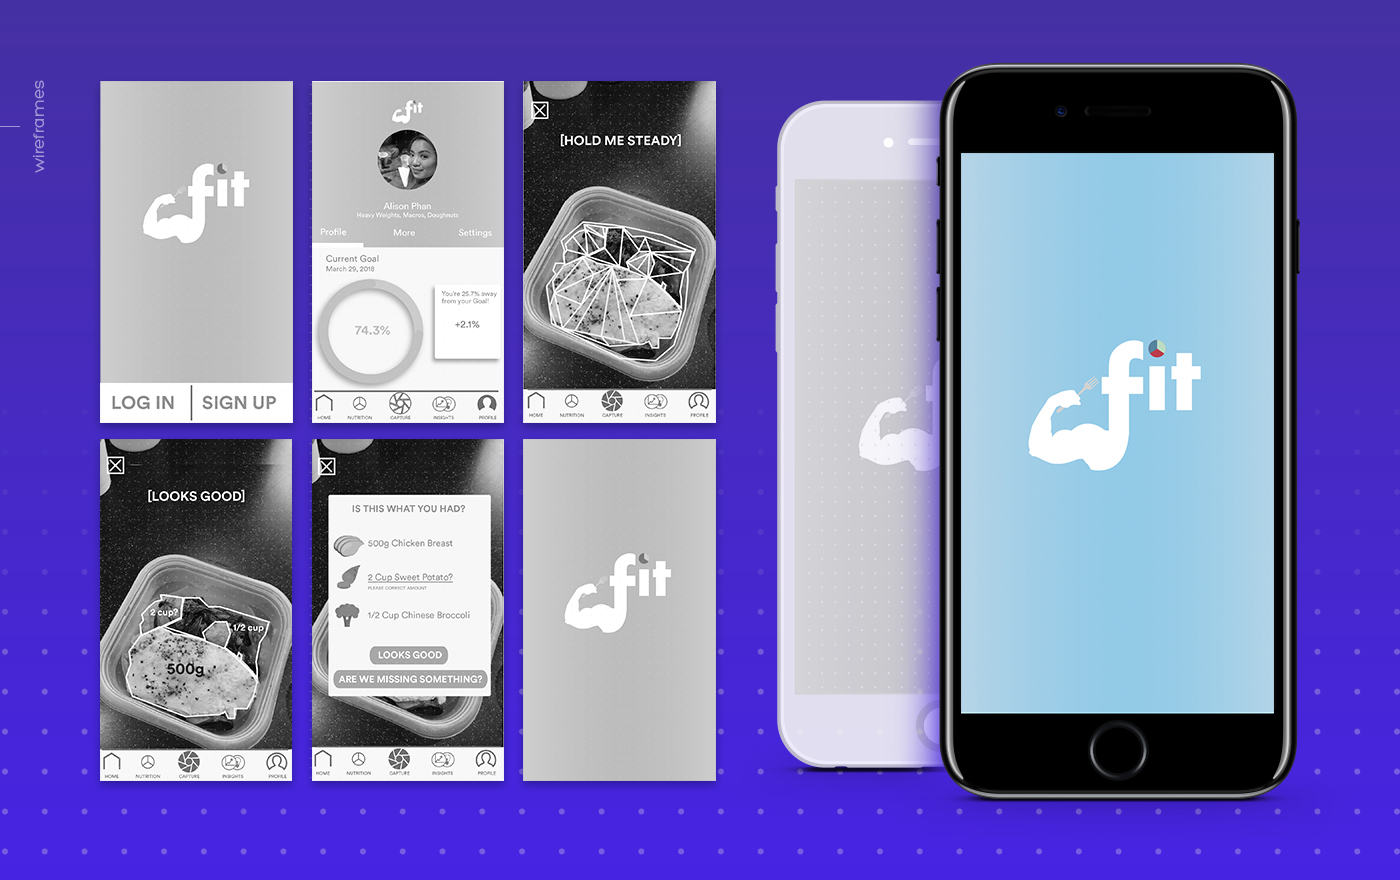 wireframes
fit
LOG IN
SIGN UP
fit
Alison Phan
Heavy Weights, Macros, Doughnuts
Profile
More
Settings
Current Goal
March 29, 2018
74.3%
You're 25.7% away
from your Goal!
+2.1%
HOME
NUTRITION
CAPTURE
INSIGHTS
PROFILE
[HOLD ME STEADY]
HOME
NUTRITION
CAPTURE
INSIGHTS
PROFILE
[LOOKS GOOD]
2 cup?
1/2 cup
500g
HOME
NUTRITION
CAPTURE
INSIGHTS
PROFILE
IS THIS WHAT YOU HAD?
500g Chicken Breast
2 Cup Sweet Potato?
PLEASE CORRECT AMOUNT
1/2 Cup Chinese Broccoli
LOOKS GOOD
ARE WE MISSING SOMETHING?
HOME
NUTRITION
CAPTURE
INSIGHTS
PROFILE
fit
fit